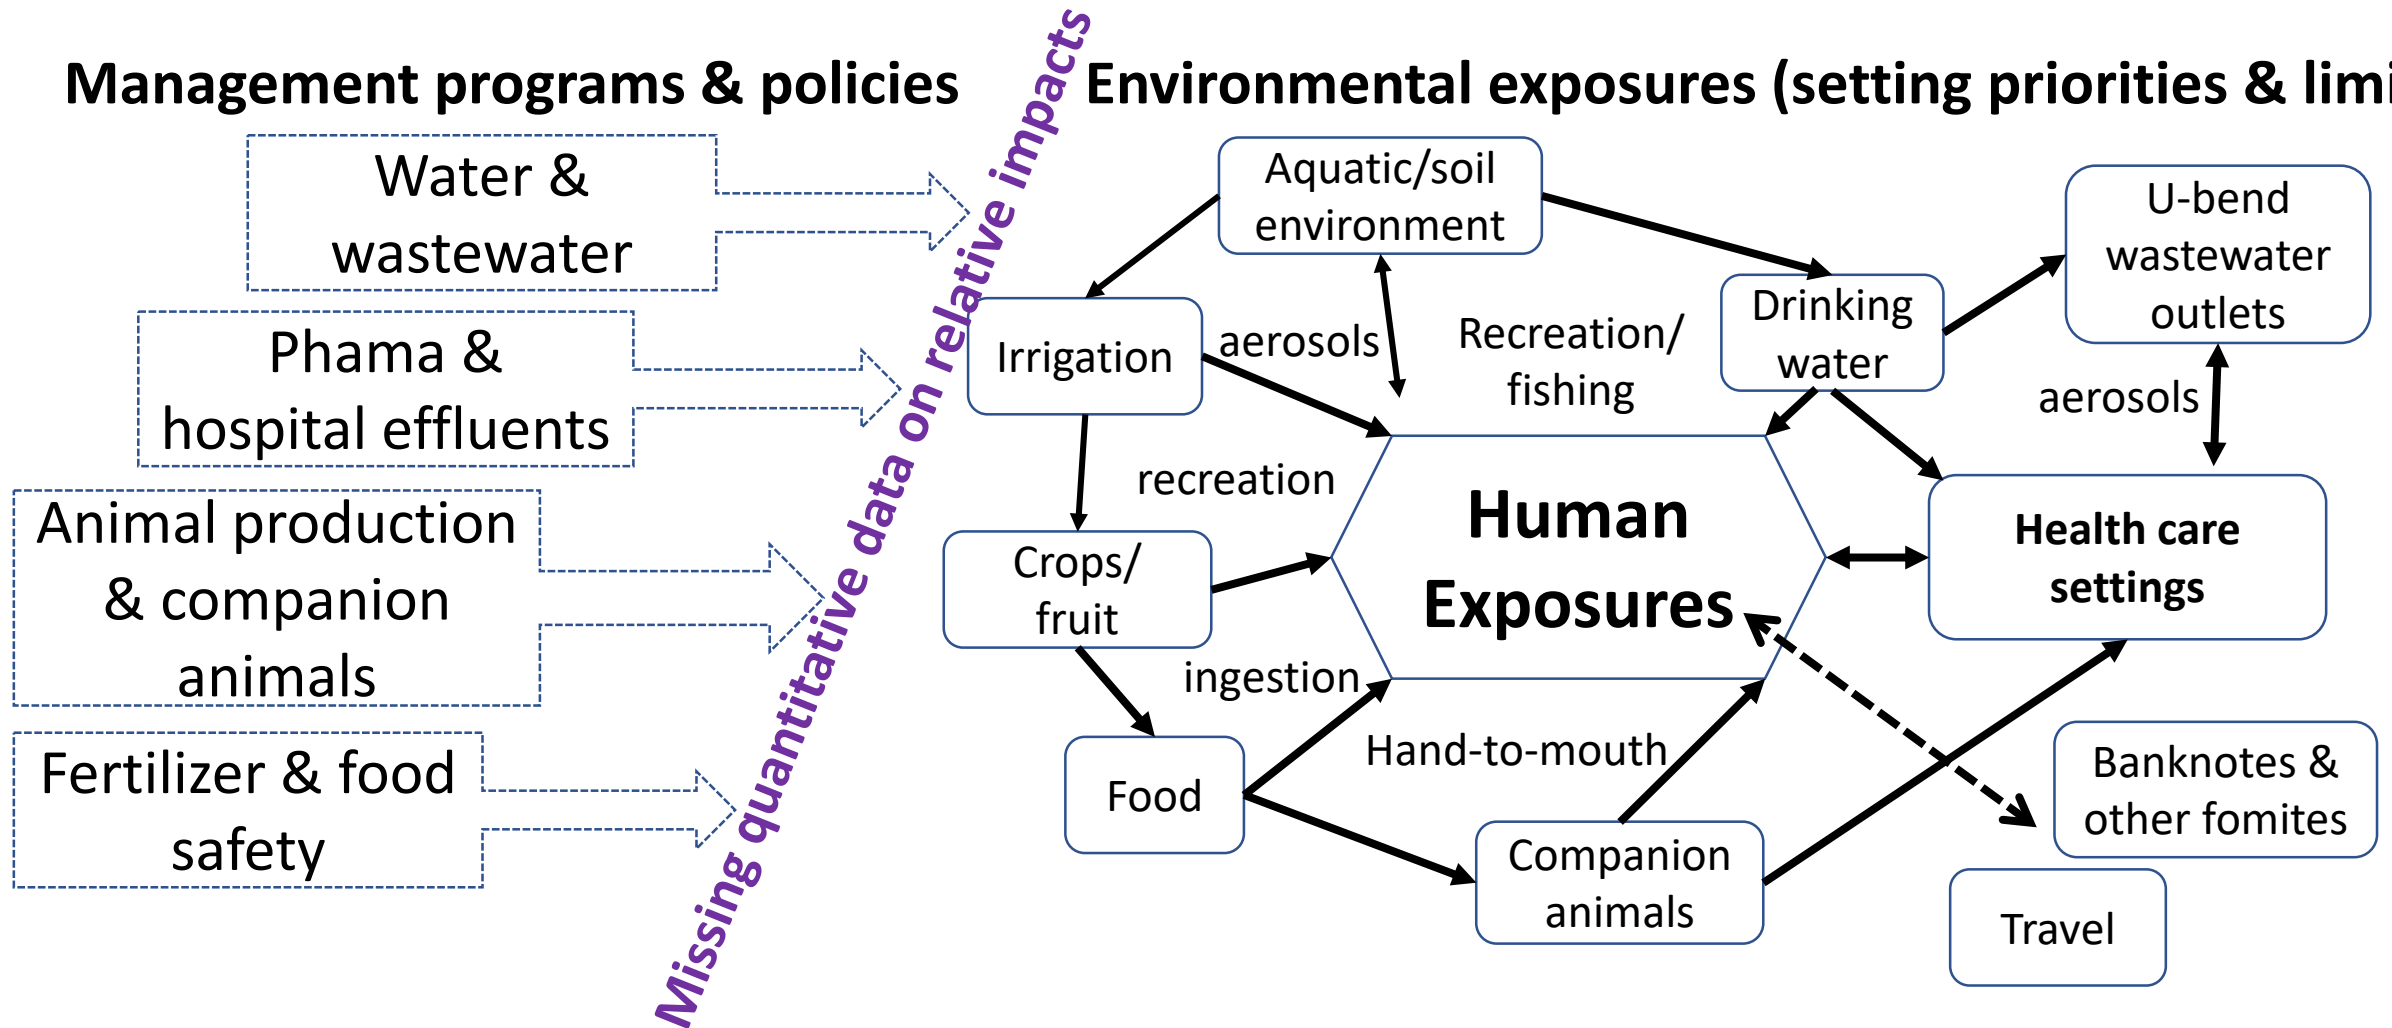 Management programs & policies
Environmental exposures (setting priorities & limi
Missing quantitative data on relative impacts
Water &
wastewater
Phama &
hospital effluents
Animal production
& companion
animals
Fertilizer & food
safety
Aquatic/soil
environment
U-bend
wastewater
outlets
Drinking
water
Irrigation
aerosols
Recreation/
fishing
aerosols
recreation
Human
Exposures
Health care
settings
Crops/
fruit
ingestion
Hand-to-mouth
Food
Companion
animals
Banknotes &
other fomites
Travel